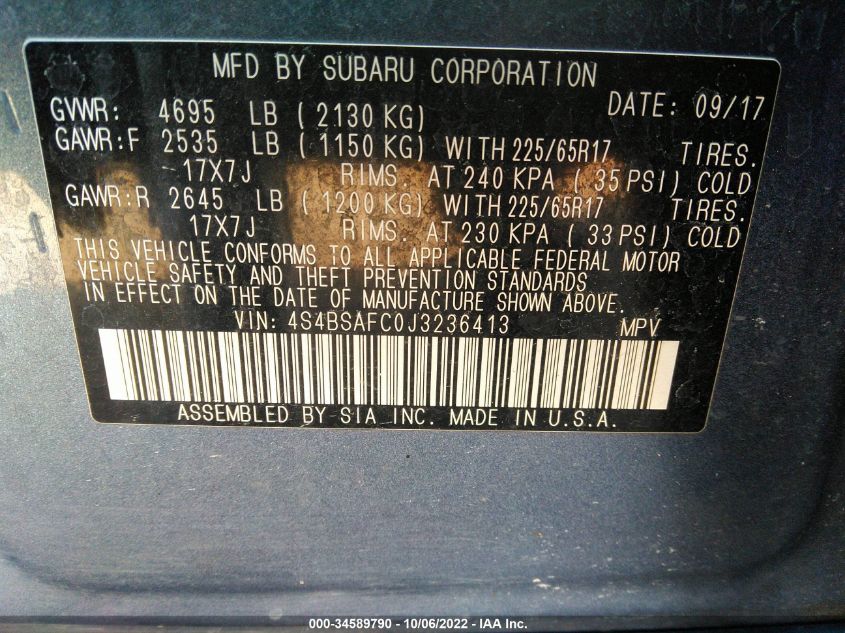 MFD BY SUBARU CORPORATION
GVWR: 4695 LB (2130 KG) DATE: 09/17
GAWR:F 2535 LB (1150 KG) WITH 225/65R17 TIRES.
17X7J RIMS. AT 240 KPA (35 PSI) COLD
GAWR:R 2645 LB (1200 KG) WITH 225/65R17 TIRES.
17X7J RIMS. AT 230 KPA (33 PSI) COLD
THIS VEHICLE CONFORMS TO ALL APPLICABLE FEDERAL MOTOR
VEHICLE SAFETY AND THEFT PREVENTION STANDARDS
IN EFFECT ON THE DATE OF MANUFACTURE SHOWN ABOVE.
VIN: 4S4BSAFC0J3236413 MPV
ASSEMBLED BY SIA INC. MADE IN U.S.A.
000-34589790 - 10/06/2022 - IAA Inc.